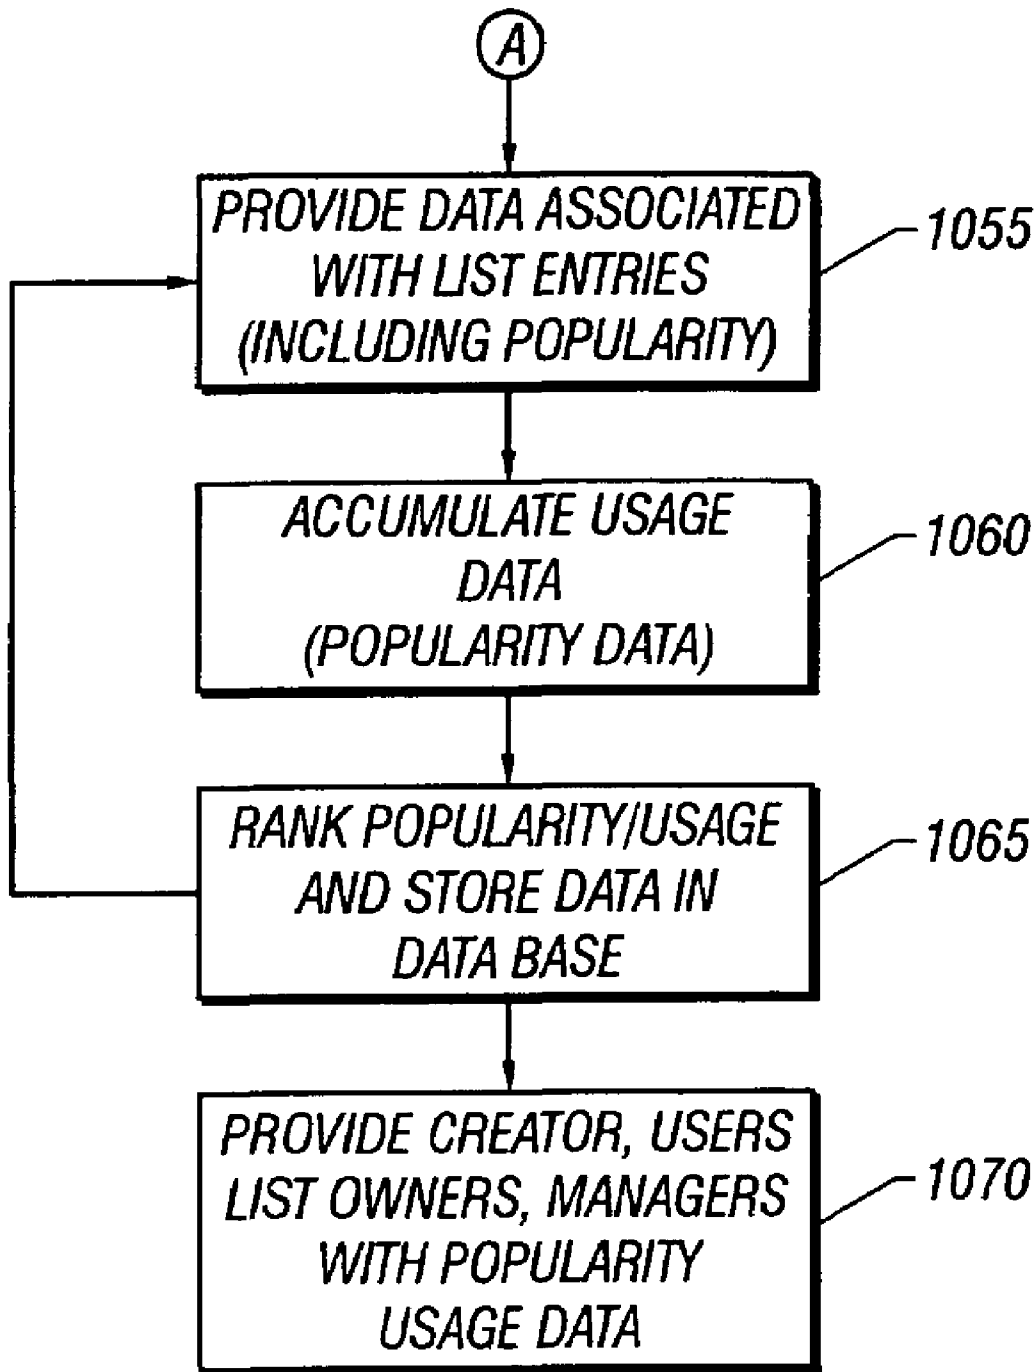 A
PROVIDE DATA ASSOCIATED
WITH LIST ENTRIES
(INCLUDING POPULARITY)
1055
ACCUMULATE USAGE
DATA
(POPULARITY DATA)
1060
RANK POPULARITY/USAGE
AND STORE DATA IN
DATA BASE
1065
PROVIDE CREATOR, USERS
LIST OWNERS, MANAGERS
WITH POPULARITY
USAGE DATA
1070